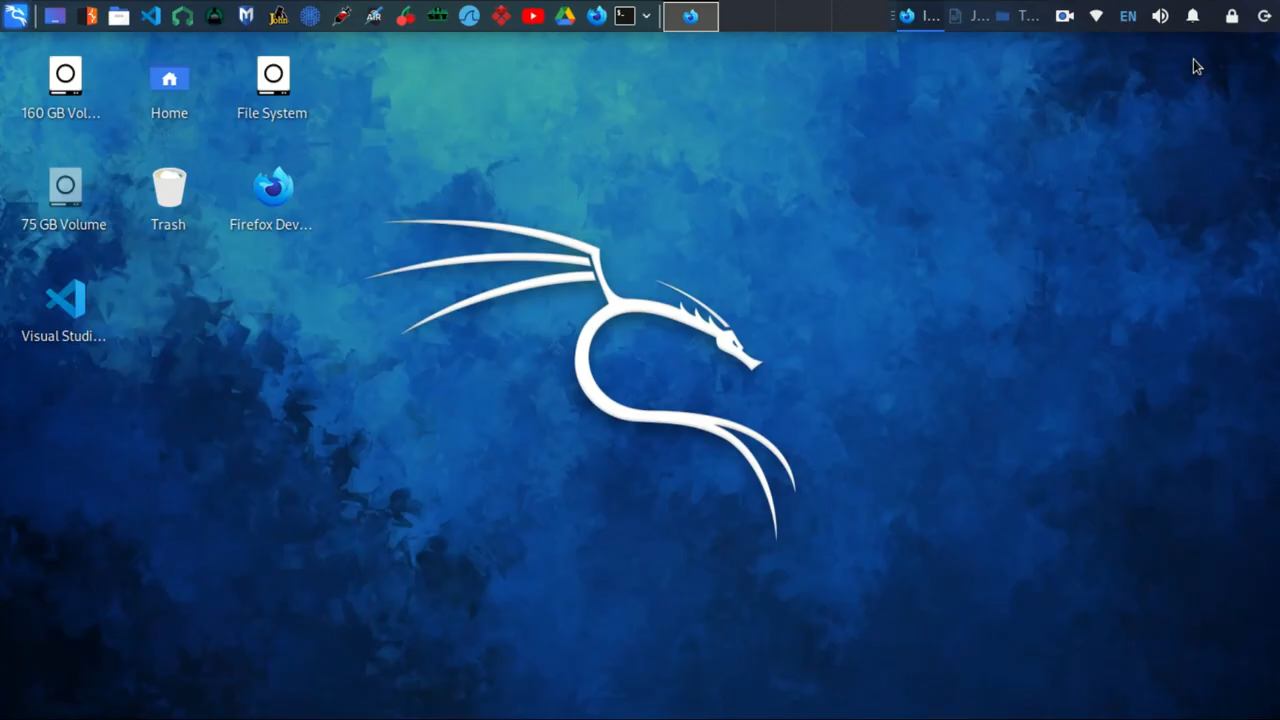 I...
J...
T...
EN
160 GB Vol...
Home
File System
75 GB Volume
Trash
Firefox Dev...
Visual Studi...